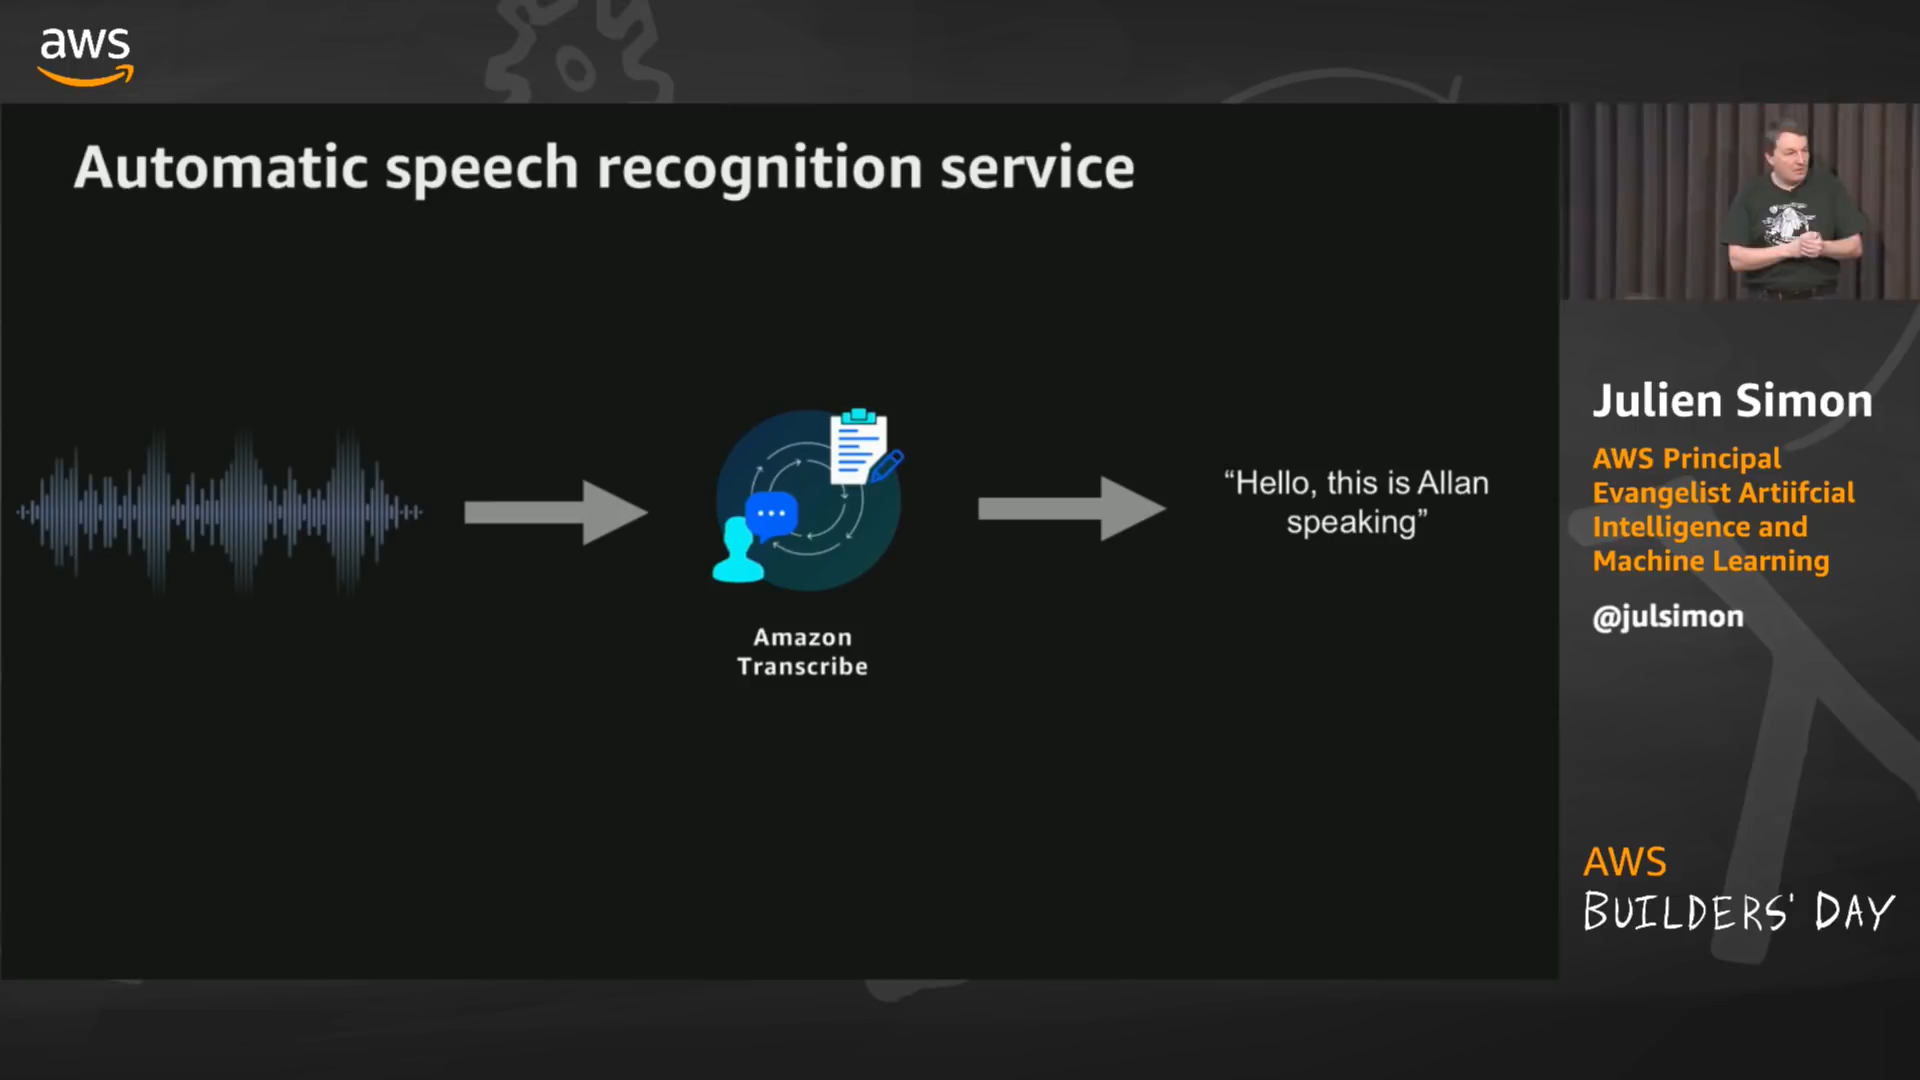 aws
Automatic speech recognition service
“Hello, this is Allan
speaking”
Amazon
Transcribe
Julien Simon
AWS Principal
Evangelist Artiifcial
Intelligence and
Machine Learning
@julsimon
AWS
BUILDERS' DAY